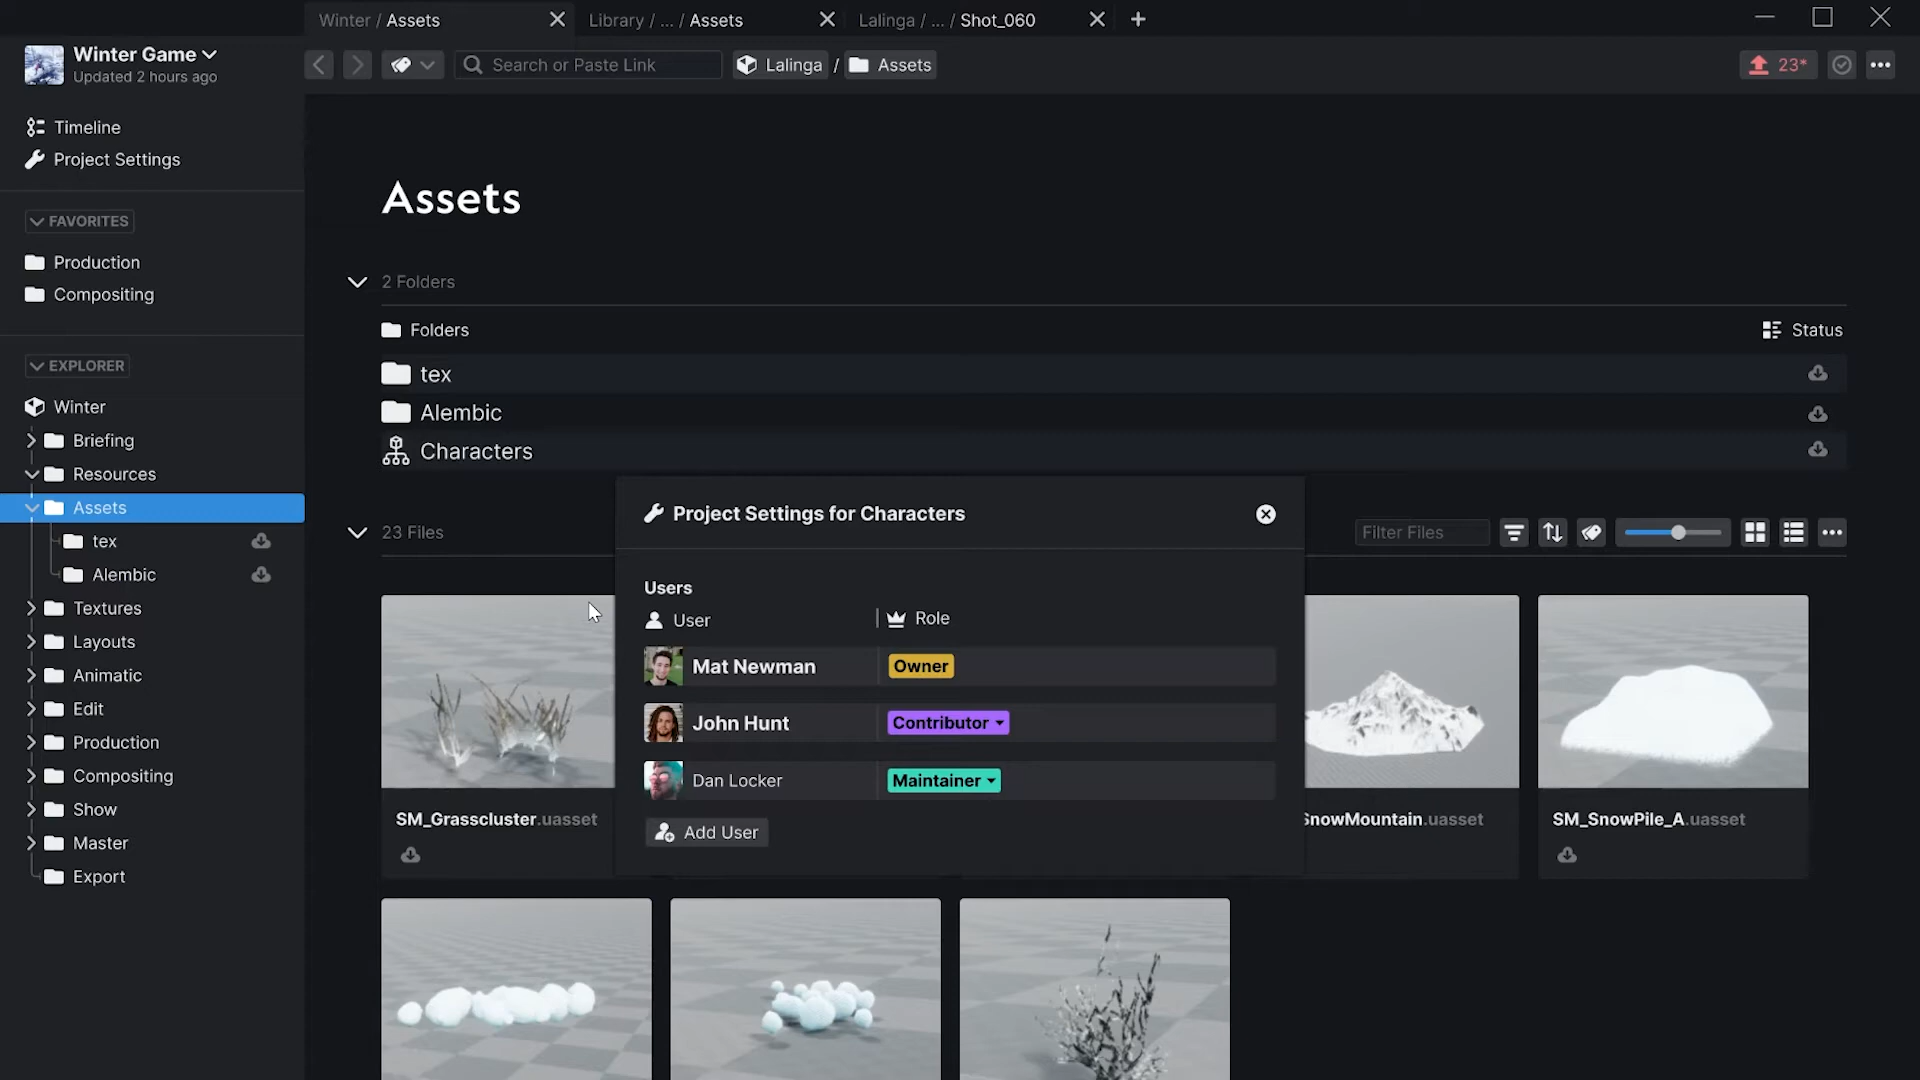 Winter / Assets
Library / ... / Assets
Lalinga / ... / Shot_060
Winter Game
Updated 2 hours ago
Search or Paste Link
Lalinga / Assets
23*
Timeline
Project Settings
FAVORITES
Production
Compositing
EXPLORER
Winter
Briefing
Resources
Assets
tex
Alembic
Textures
Layouts
Animatic
Edit
Production
Compositing
Show
Master
Export
Assets
2 Folders
Folders
Status
tex
Alembic
Characters
23 Files
Filter Files
Project Settings for Characters
Users
User
Role
Mat Newman
Owner
John Hunt
Contributor
Dan Locker
Maintainer
Add User
SM_Grasscluster.uasset
SnowMountain.uasset
SM_SnowPile_A.uasset